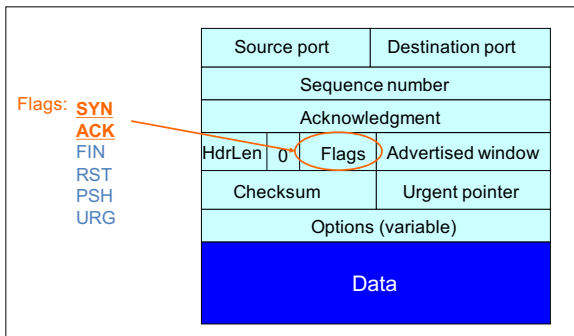 Source port Destination port
Sequence number
Flags: SYN
ACK
FIN
RST
PSH
URG
Acknowledgment
HdrLen 0 Flags Advertised window
Checksum Urgent pointer
Options (variable)
Data